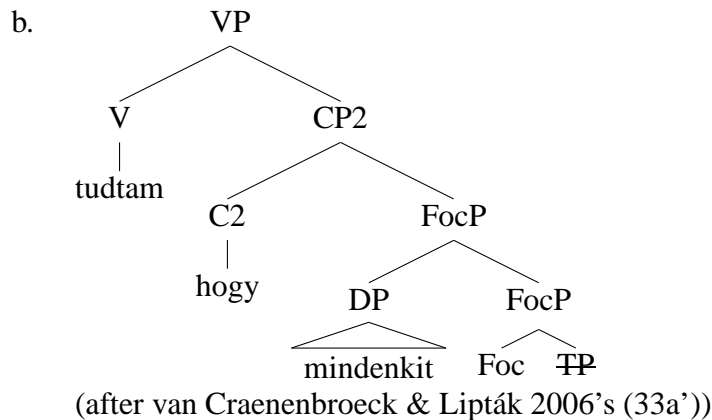 b.
VP
V CP2
tudtam
C2 FocP
hogy
DP FocP
mindenkit Foc TP
(after van Craenenbroeck & Lipták 2006's (33a'))